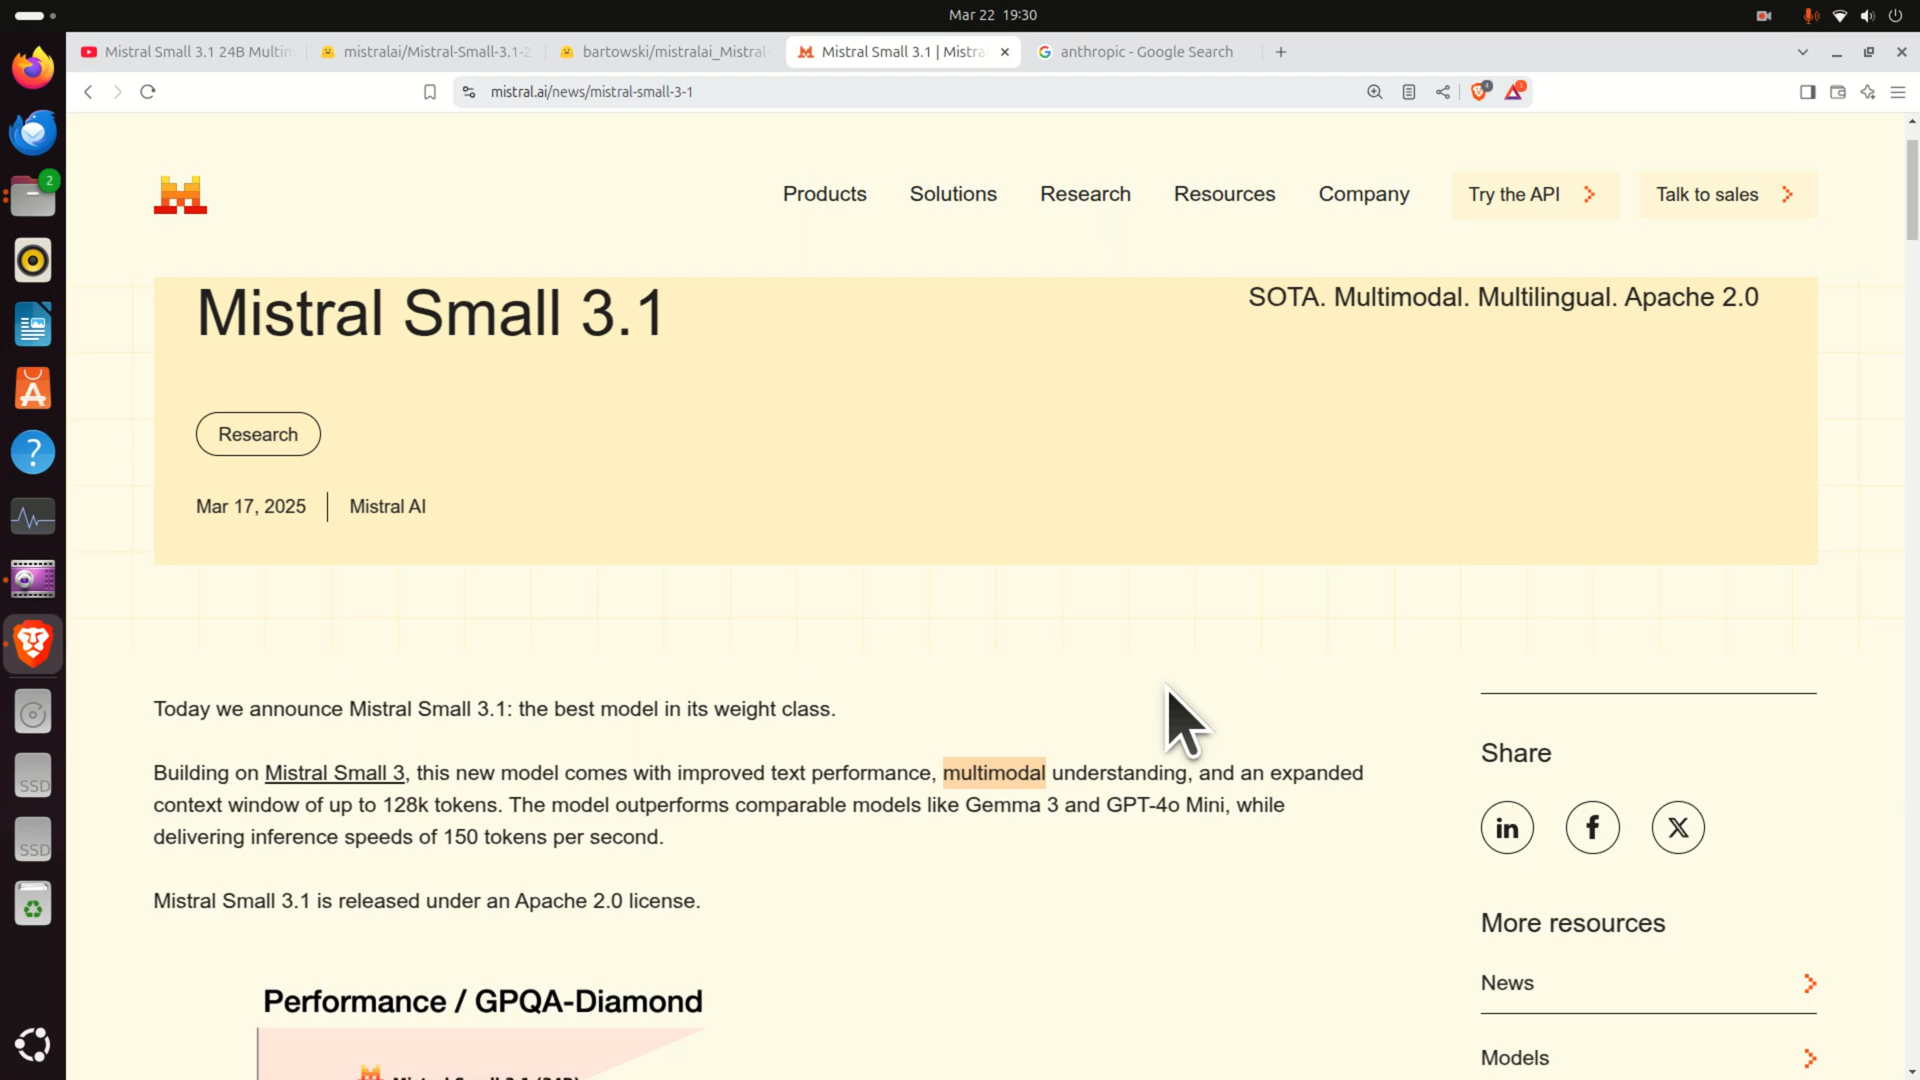 Mar 22 19:30
Mistral Small 3.1 24B Multim
mistralai/Mistral-Small-3.1-2
bartowski/mistralai_Mistral-
Mistral Small 3.1 | Mistra
anthropic - Google Search
mistral.ai/news/mistral-small-3-1
4
1
2
Products
Solutions
Research
Resources
Company
Try the API
Talk to sales
Mistral Small 3.1
SOTA. Multimodal. Multilingual. Apache 2.0
Research
Mar 17, 2025
Mistral AI
Today we announce Mistral Small 3.1: the best model in its weight class.
Building on Mistral Small 3, this new model comes with improved text performance, multimodal understanding, and an expanded
context window of up to 128k tokens. The model outperforms comparable models like Gemma 3 and GPT-4o Mini, while
delivering inference speeds of 150 tokens per second.
Mistral Small 3.1 is released under an Apache 2.0 license.
Performance / GPQA-Diamond
Share
More resources
News
Models
SSD
SSD